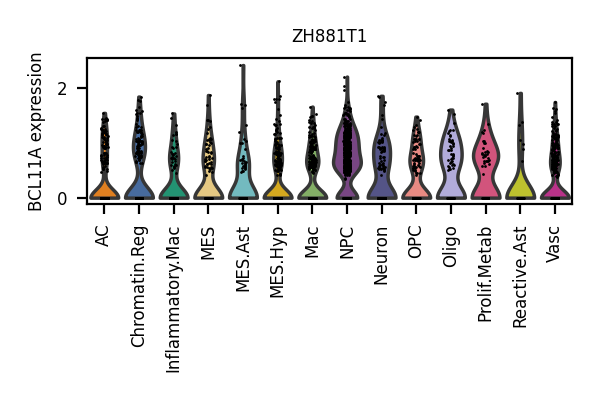 ZH881T1
BCL11A expression
2
0
AC
Chromatin.Reg
Inflammatory.Mac
MES
MES.Ast
MES.Hyp
Mac
NPC
Neuron
OPC
Oligo
Prolif.Metab
Reactive.Ast
Vasc